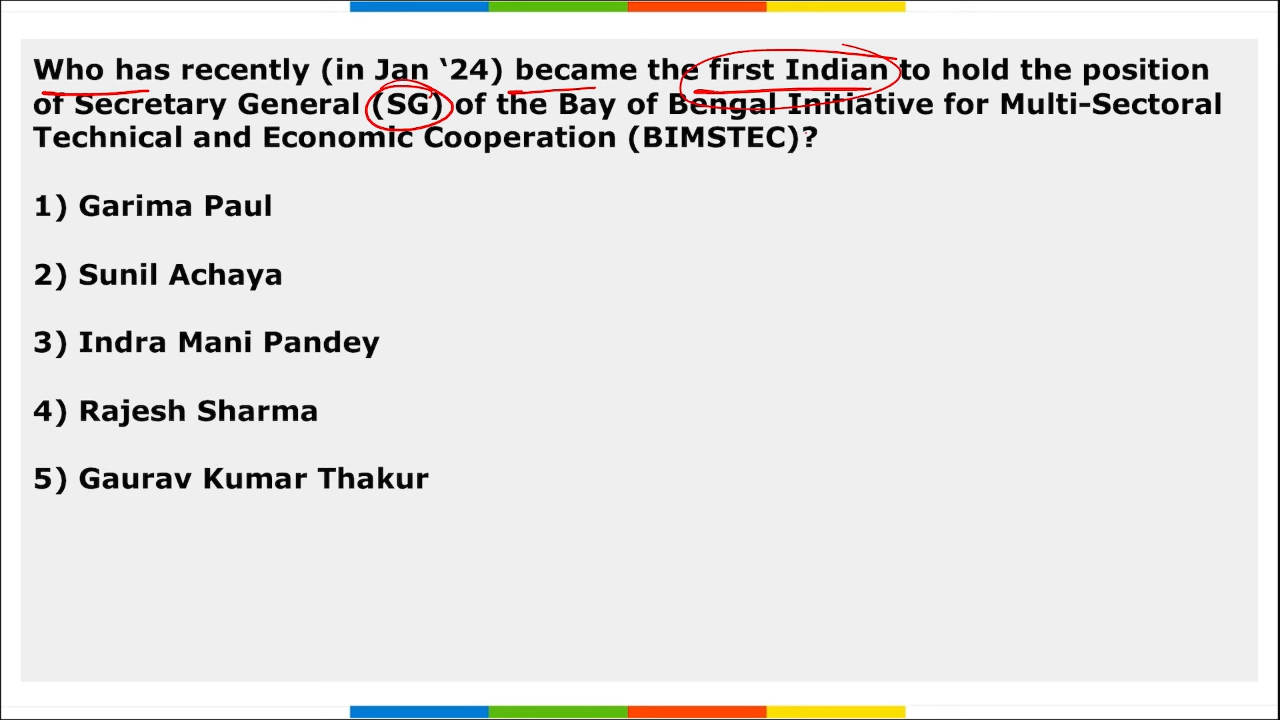 Who has recently (in Jan ‘24) became the first Indian to hold the position
of Secretary General (SG) of the Bay of Bengal Initiative for Multi-Sectoral
Technical and Economic Cooperation (BIMSTEC)?
1) Garima Paul
2) Sunil Achaya
3) Indra Mani Pandey
4) Rajesh Sharma
5) Gaurav Kumar Thakur